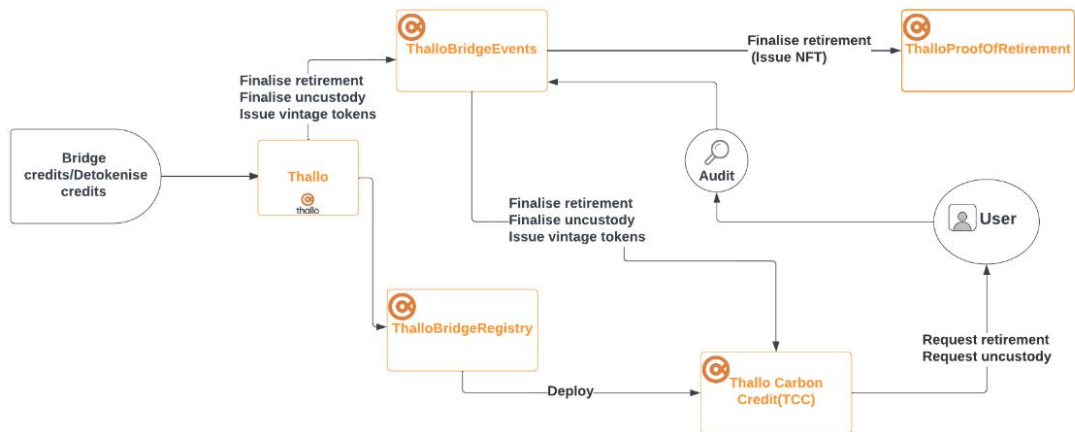 ThalloBridgeEvents
Finalise retirement
(Issue NFT)
ThalloProofOfRetirement
Finalise retirement
Finalise uncustody
Issue vintage tokens
Bridge
credits/Detokenise
credits
Thallo
thallo
Audit
Finalise retirement
Finalise uncustody
Issue vintage tokens
User
ThalloBridgeRegistry
Request retirement
Request uncustody
Deploy
Thallo Carbon
Credit(TCC)